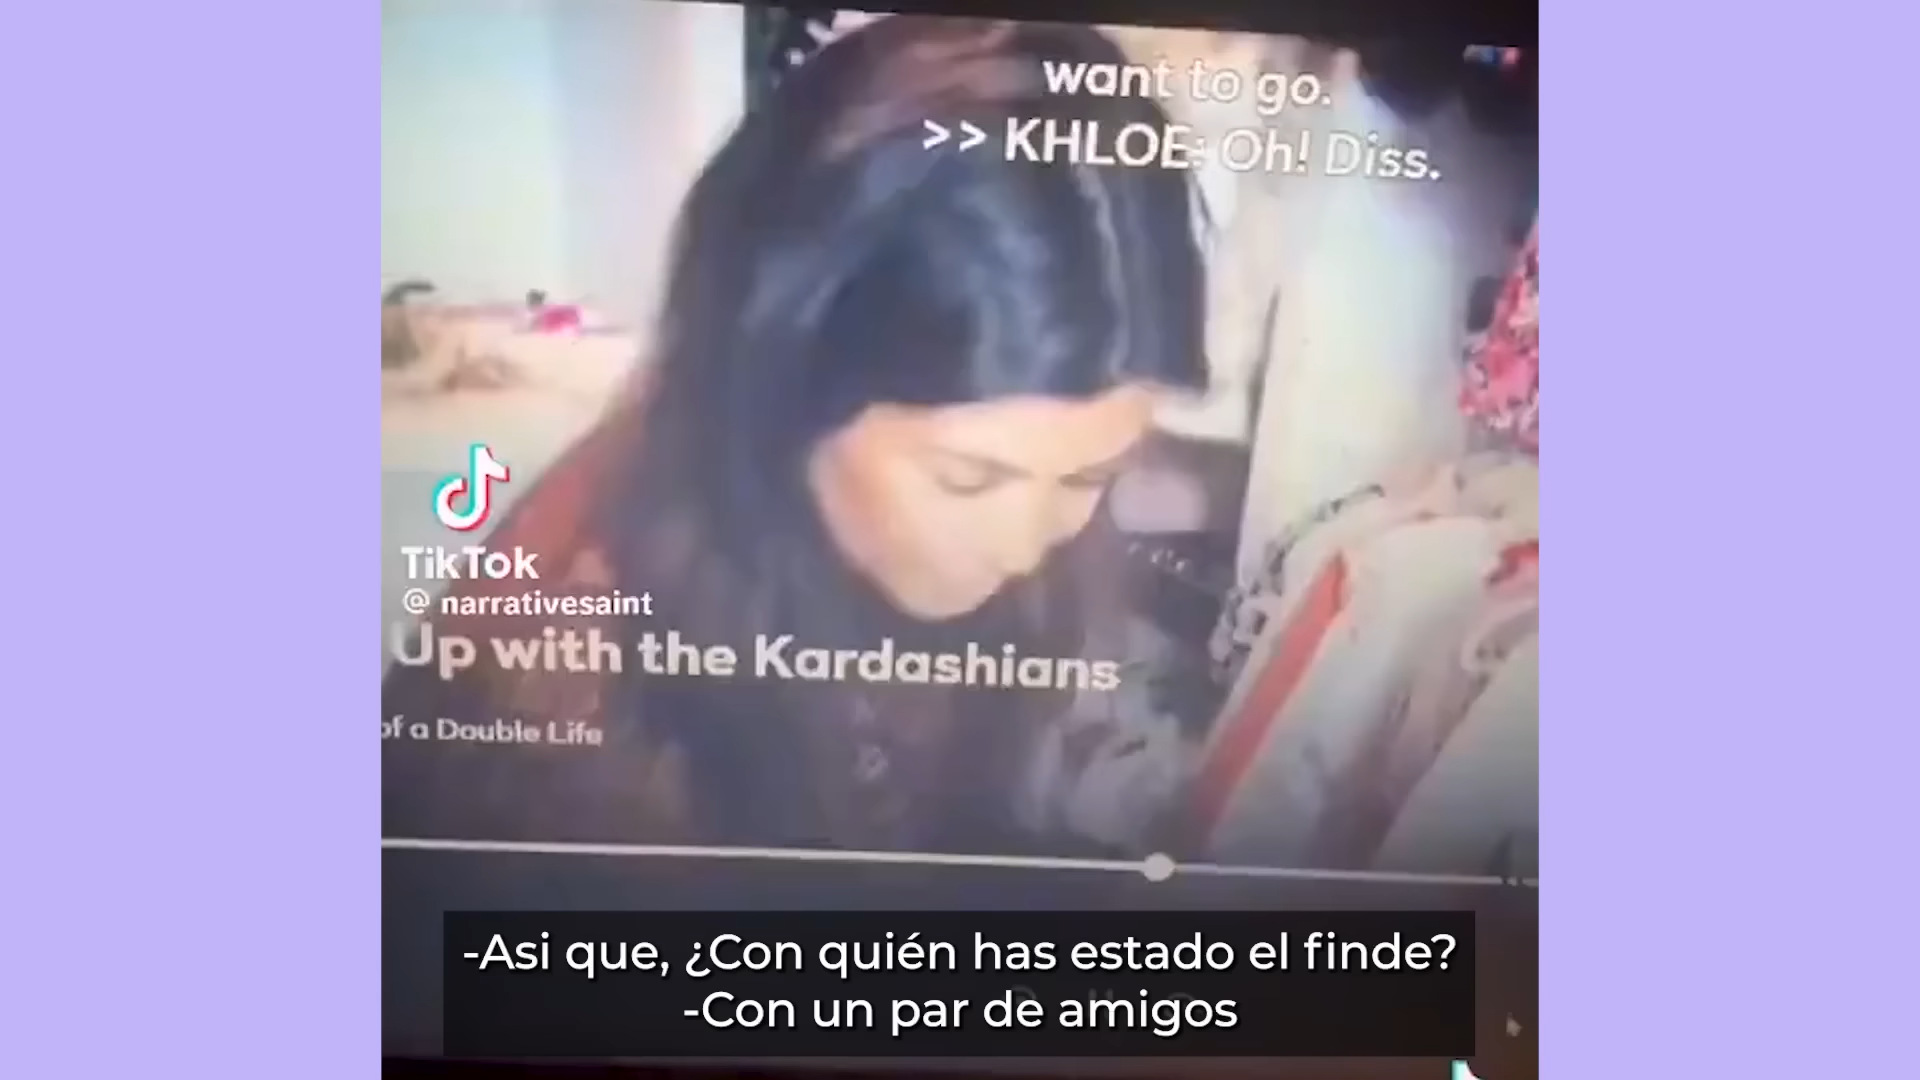 want to go.
>> KHLOE: Oh! Diss.
TikTok
@ narrativesaint
Up with the Kardashians
of a Double Life
-Asi que, ¿Con quién has estado el finde?
-Con un par de amigos